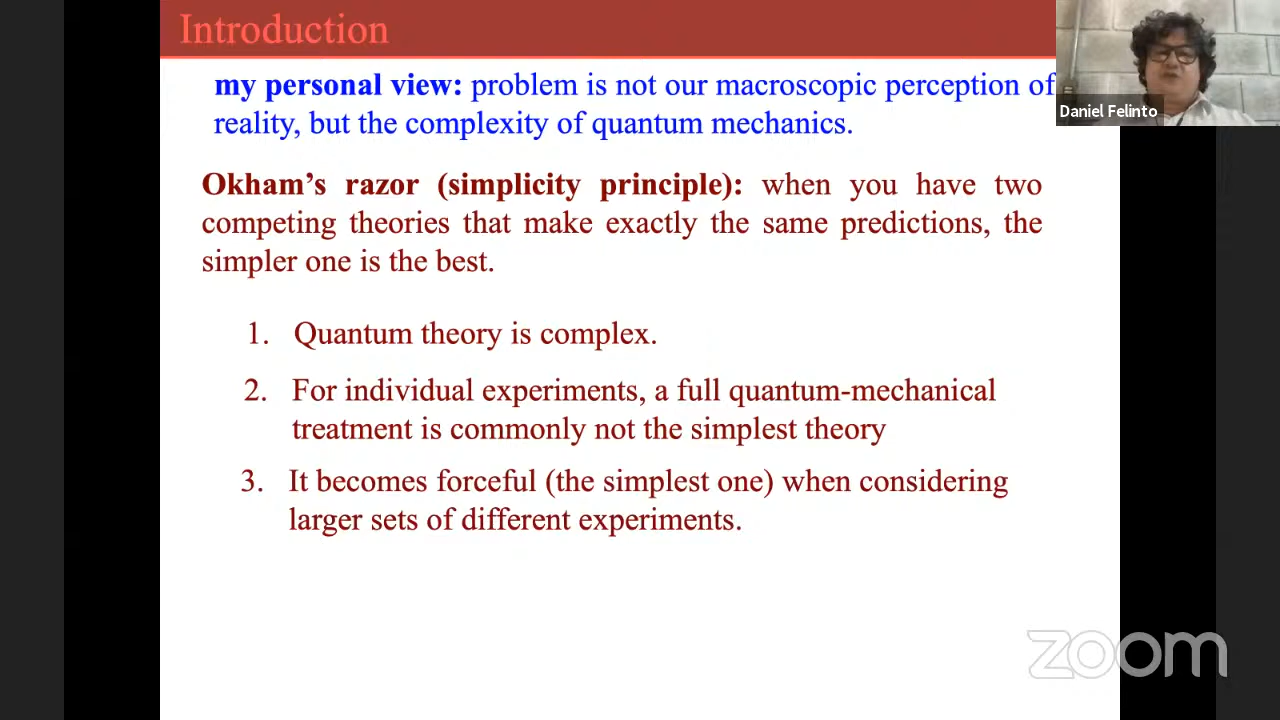 Introduction
my personal view: problem is not our macroscopic perception of
reality, but the complexity of quantum mechanics.
Okham's razor (simplicity principle): when you have two
competing theories that make exactly the same predictions, the
simpler one is the best.
1. Quantum theory is complex.
2. For individual experiments, a full quantum-mechanical
treatment is commonly not the simplest theory
3. It becomes forceful (the simplest one) when considering
larger sets of different experiments.
Daniel Felinto
zoom